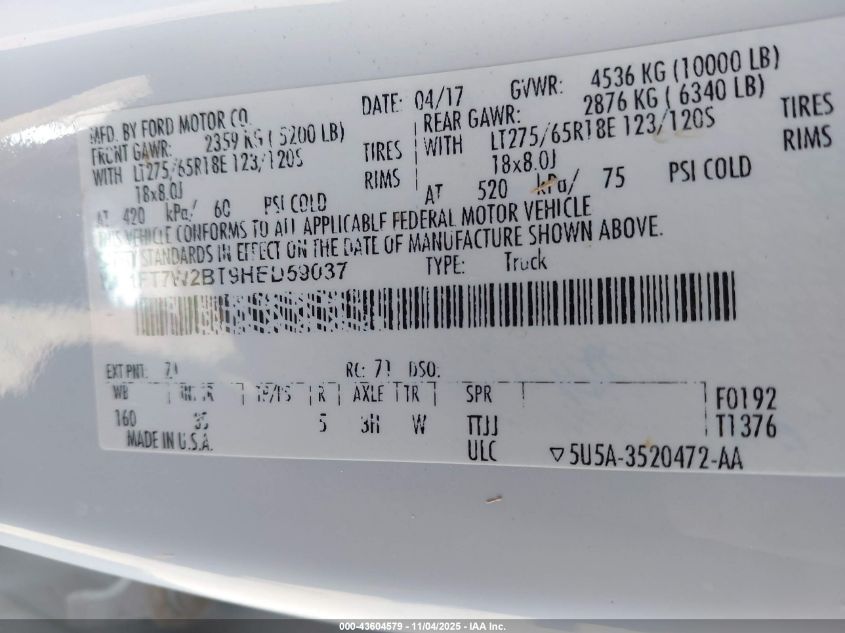 MFD. BY FORD MOTOR CO. DATE: 04/17 GVWR: 4536 KG (10000 LB)
FRONT GAWR: 2359 KG ( 5200 LB) REAR GAWR: 2876 KG ( 6340 LB)
WITH LT275/65R18E 123/120S TIRES WITH LT275/65R18E 123/120S TIRES
18x8.0J RIMS 18x8.0J RIMS
AT 420 kPa/ 60 PSI COLD AT 520 kPa/ 75 PSI COLD
THIS VEHICLE CONFORMS TO ALL APPLICABLE FEDERAL MOTOR VEHICLE
STANDARDS IN EFFECT ON THE DATE OF MANUFACTURE SHOWN ABOVE.
1FT7W2BT9HED59037 TYPE: Truck
EXT PNT: RC: 71 DSO:
WB R AXLE TR SPR F0192
160 5 3H W TTJJ T1376
MADE IN U.S.A. ULC ▽5U5A-3520472-AA
000-43604579 — 11/04/2025 — IAA Inc.